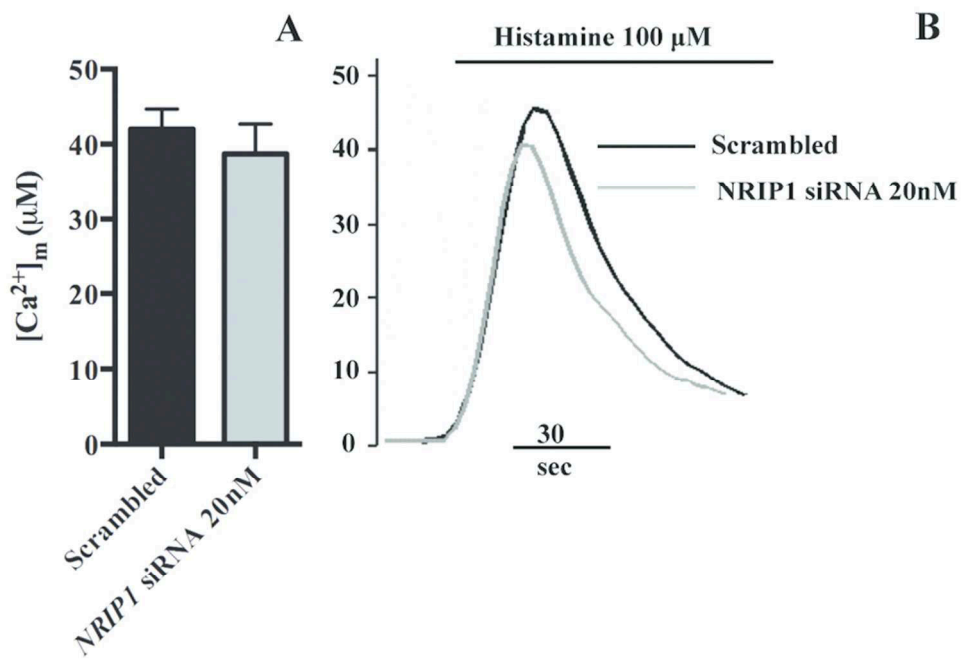 A
B
Histamine 100 µM
50
40
30
20
10
0
[Ca²⁺]ₘ (µM)
Scrambled
NRIP1 siRNA 20nM
50
40
30
20
10
0
Scrambled
NRIP1 siRNA 20nM
30
sec